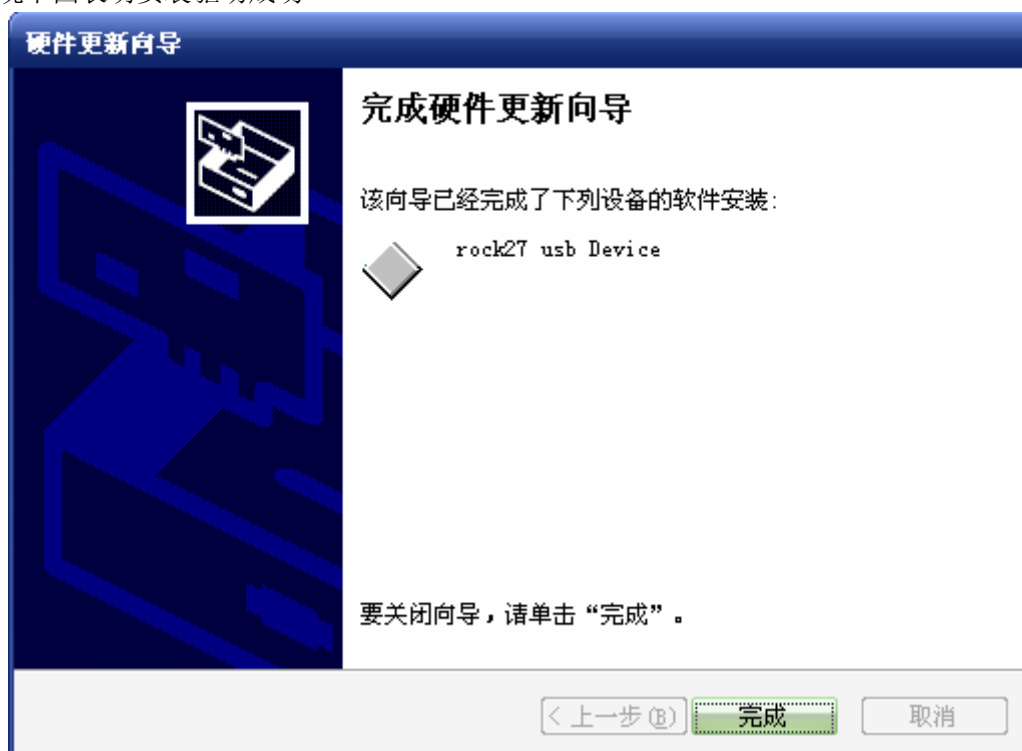 硬件更新向导
完成硬件更新向导
该向导已经完成了下列设备的软件安装:
rock27 usb Device
要关闭向导，请单击“完成”。
< 上一步(B)
完成
取消